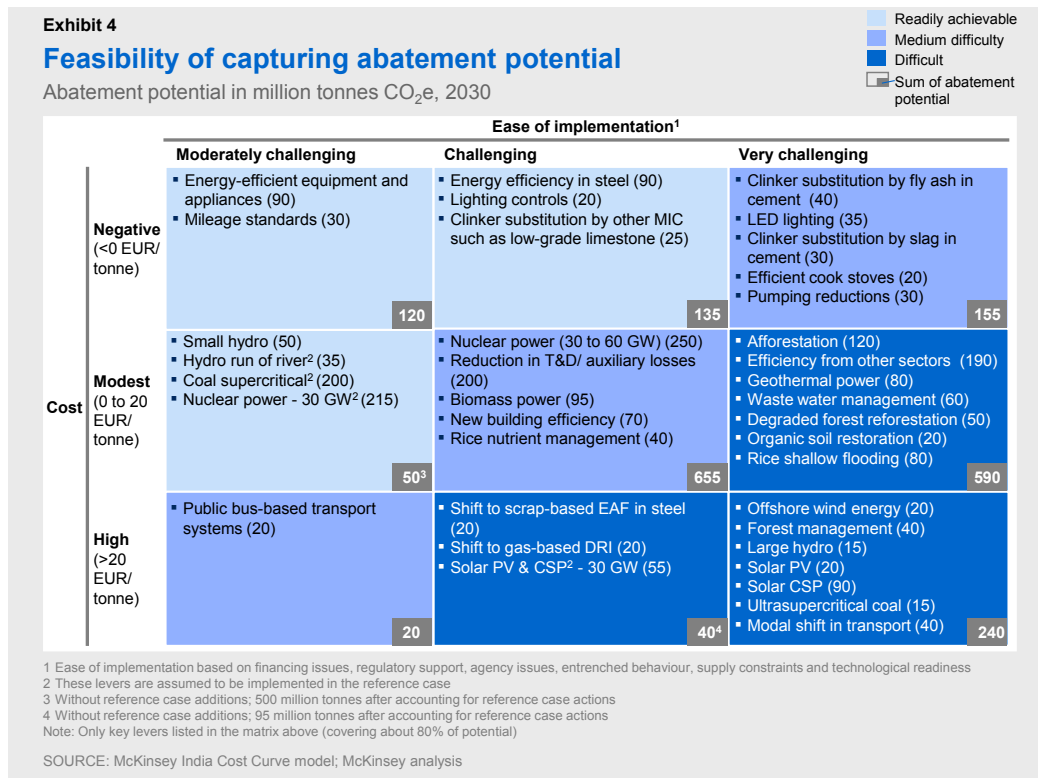 Exhibit 4
Feasibility of capturing abatement potential
Abatement potential in million tonnes CO2e, 2030
Readily achievable
Medium difficulty
Difficult
Sum of abatement
potential
Ease of implementation1
Moderately challenging
Challenging
Very challenging
Cost
Negative
(<0 EUR/
tonne)
▪ Energy-efficient equipment and
appliances (90)
▪ Mileage standards (30)
120
▪ Energy efficiency in steel (90)
▪ Lighting controls (20)
▪ Clinker substitution by other MIC
such as low-grade limestone (25)
135
▪ Clinker substitution by fly ash in
cement (40)
▪ LED lighting (35)
▪ Clinker substitution by slag in
cement (30)
▪ Efficient cook stoves (20)
▪ Pumping reductions (30)
155
Modest
(0 to 20
EUR/
tonne)
▪ Small hydro (50)
▪ Hydro run of river2 (35)
▪ Coal supercritical2 (200)
▪ Nuclear power - 30 GW2 (215)
503
▪ Nuclear power (30 to 60 GW) (250)
▪ Reduction in T&D/ auxiliary losses
(200)
▪ Biomass power (95)
▪ New building efficiency (70)
▪ Rice nutrient management (40)
655
▪ Afforestation (120)
▪ Efficiency from other sectors (190)
▪ Geothermal power (80)
▪ Waste water management (60)
▪ Degraded forest reforestation (50)
▪ Organic soil restoration (20)
▪ Rice shallow flooding (80)
590
High
(>20
EUR/
tonne)
▪ Public bus-based transport
systems (20)
20
▪ Shift to scrap-based EAF in steel
(20)
▪ Shift to gas-based DRI (20)
▪ Solar PV & CSP2 - 30 GW (55)
404
▪ Offshore wind energy (20)
▪ Forest management (40)
▪ Large hydro (15)
▪ Solar PV (20)
▪ Solar CSP (90)
▪ Ultrasupercritical coal (15)
▪ Modal shift in transport (40)
240
1 Ease of implementation based on financing issues, regulatory support, agency issues, entrenched behaviour, supply constraints and technological readiness
2 These levers are assumed to be implemented in the reference case
3 Without reference case additions; 500 million tonnes after accounting for reference case actions
4 Without reference case additions; 95 million tonnes after accounting for reference case actions
Note: Only key levers listed in the matrix above (covering about 80% of potential)
SOURCE: McKinsey India Cost Curve model; McKinsey analysis